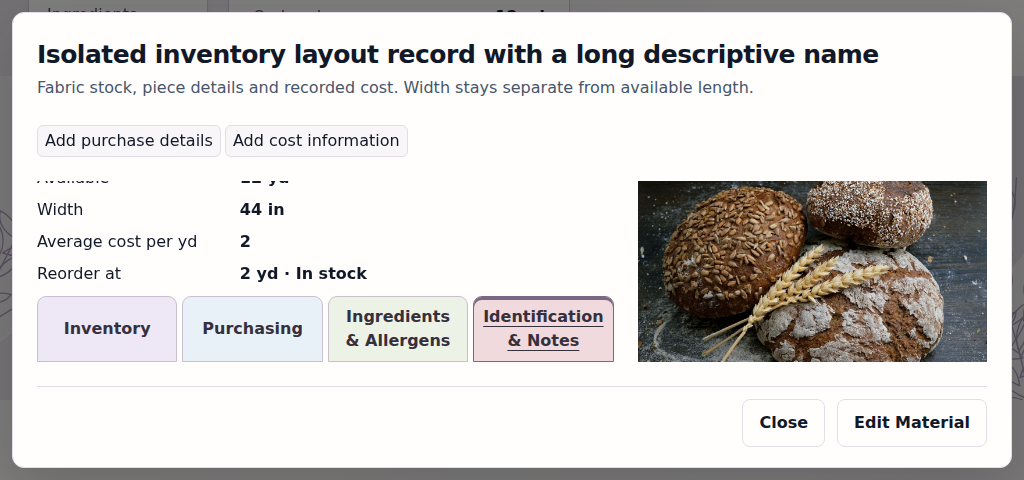 Isolated inventory layout record with a long descriptive name
Fabric stock, piece details and recorded cost. Width stays separate from available length.
Add purchase details Add cost information
Width 44 in
Average cost per yd 2
Reorder at 2 yd · In stock
Inventory Purchasing Ingredients & Allergens Identification & Notes
Close Edit Material